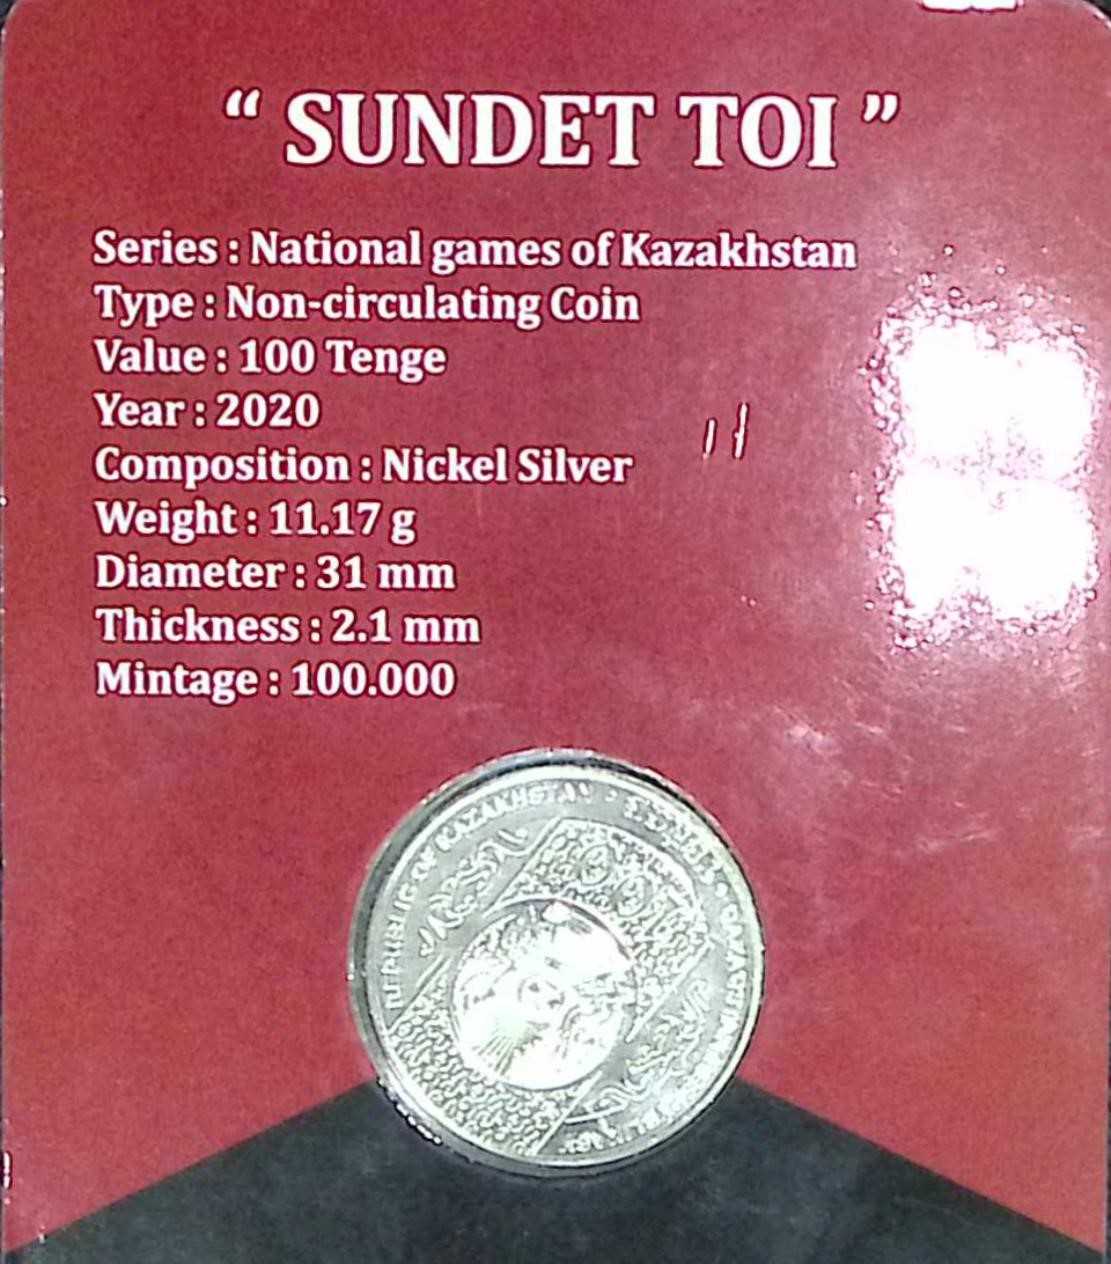 “ SUNDET TOI ”
Series : National games of Kazakhstan
Type : Non-circulating Coin
Value : 100 Tenge
Year : 2020
Composition : Nickel Silver
Weight : 11.17 g
Diameter : 31 mm
Thickness : 2.1 mm
Mintage : 100.000
REPUBLIC OF KAZAKHSTAN